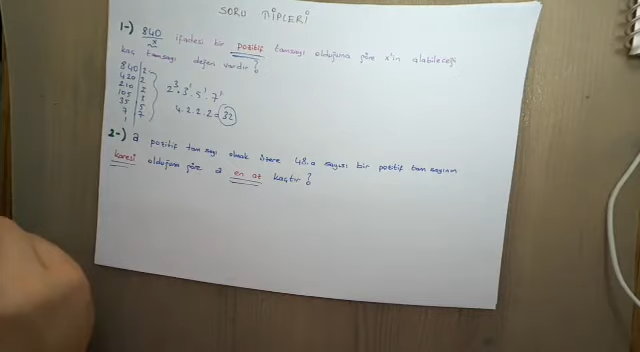 SORU TİPLERİ
1-) 840/x ifadesi bir pozitif tamsayı olduğuna göre x'in alabileceği
kaç tamsayı değeri vardır?
840 | 2
420 | 2
210 | 2
105 | 3
35 | 5
7 | 7
1
2³.3¹.5¹.7¹
4.2.2.2=32
2-) a pozitif tam sayı olmak üzere 48.a sayısı bir pozitif tam sayının
karesi olduğuna göre a en az kaçtır?